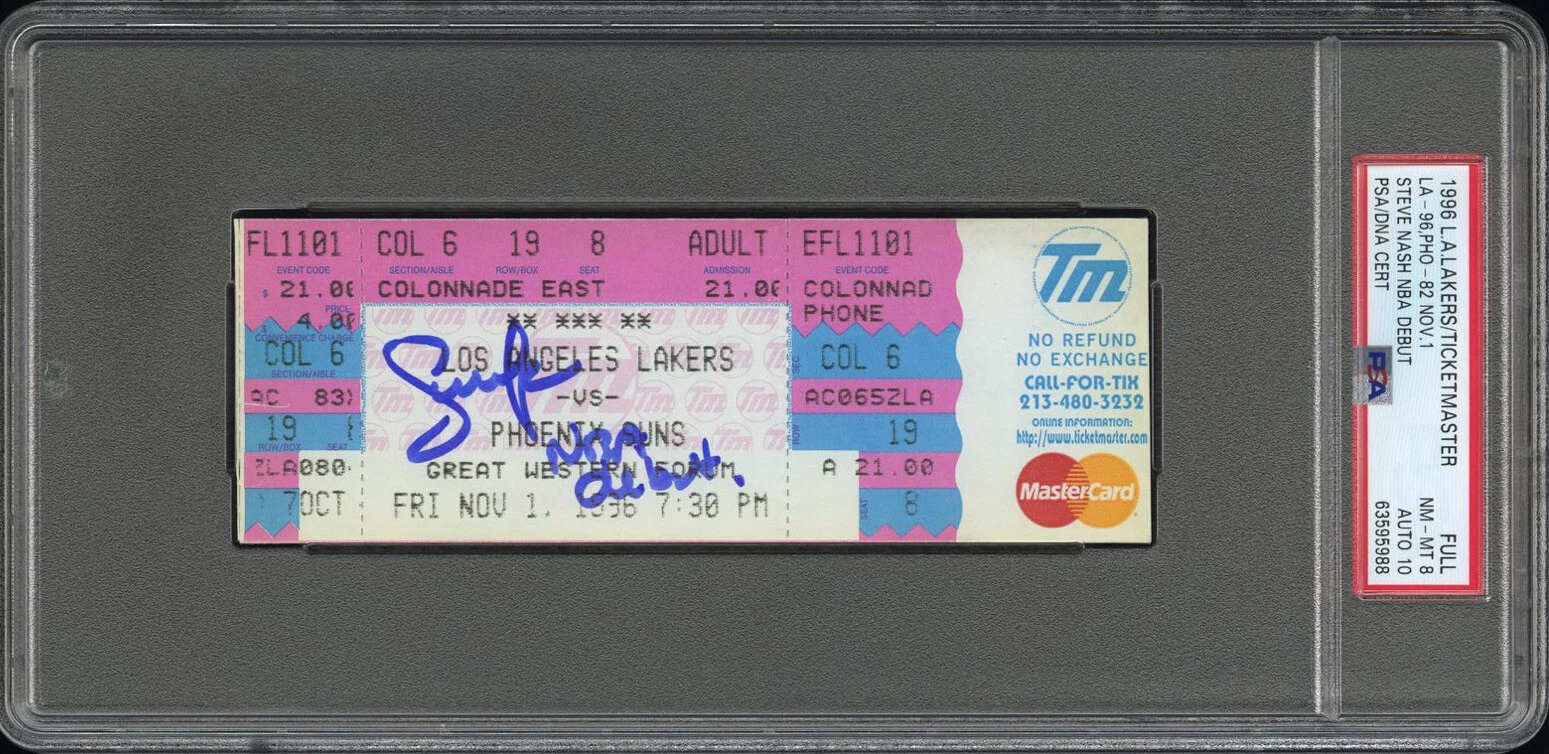 FL1101 COL 6 19 8 ADULT EFL1101
EVENT CODE SECTION/AISLE ROW/BOX SEAT ADMISSION EVENT CODE
$ 21.00 COLONNADE EAST 21.00 COLONNAD
PRICE
4.00
PHONE
CONVENIENCE CHARGE
COL 6
SECTION/AISLE
AC 83
19
ROW/BOX SEAT
ZLA080
7OCT
** *** **
LOS ANGELES LAKERS
-VS-
PHOENIX SUNS
GREAT WESTERN FORUM
FRI NOV 1, 1996 7:30 PM
NBA
debut.
SEC COL 6
AC065ZLA
ROW 19
A 21.00
SEAT 8
Tm
NO REFUND
NO EXCHANGE
CALL-FOR-TIX
213-480-3232
ONLINE INFORMATION:
http://www.ticketmaster.com
MasterCard
1996 L.A.LAKERS/TICKETMASTER FULL
LA-96,PHO-82 NOV.1 NM-MT 8
STEVE NASH NBA DEBUT AUTO 10
PSA/DNA CERT 63595988
PSA